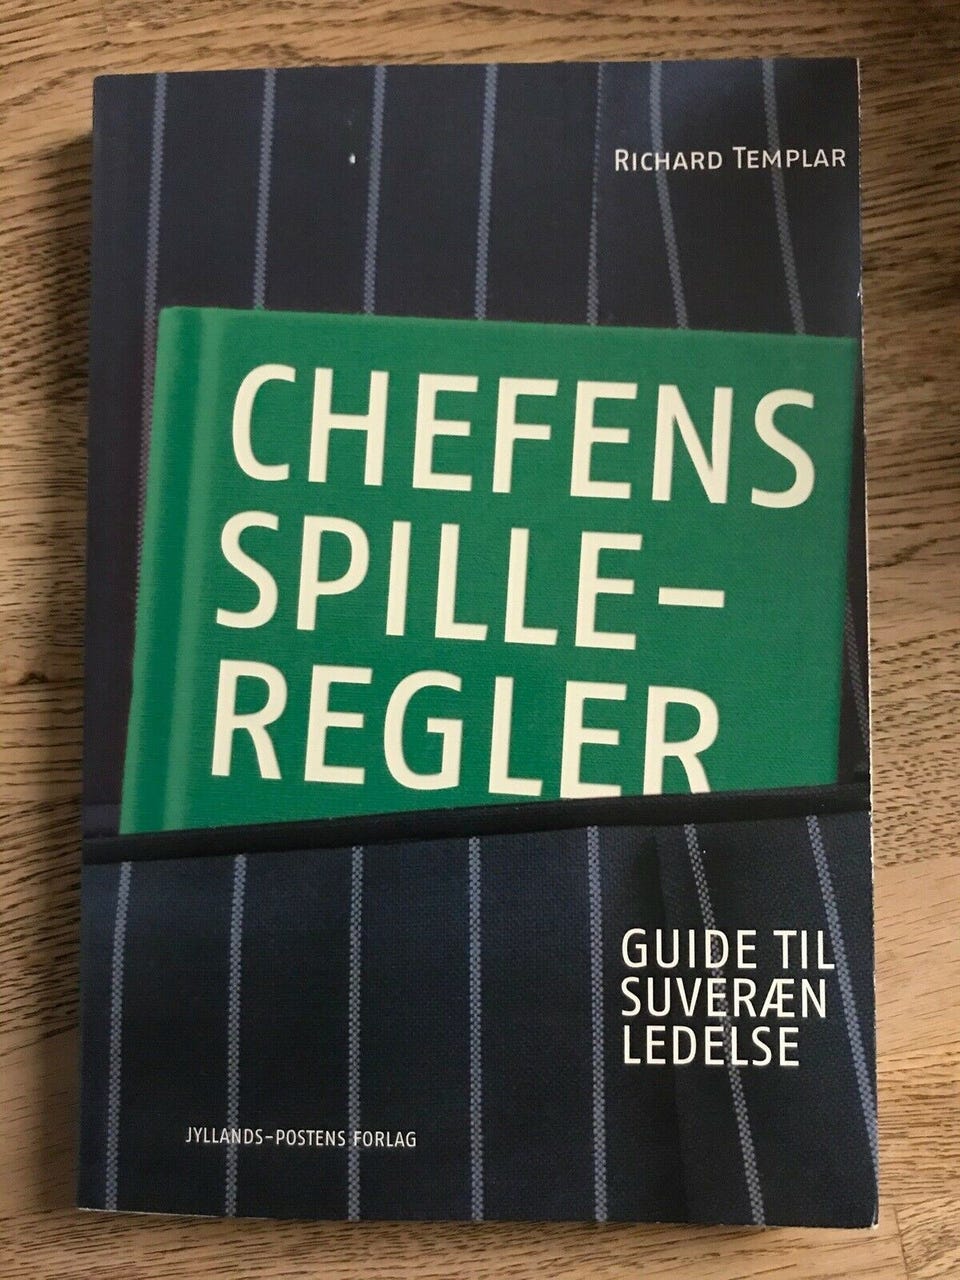 RICHARD TEMPLAR
CHEFENS
SPILLE-
REGLER
GUIDE TIL
SUVERÆN
LEDELSE
JYLLANDS-POSTENS FORLAG